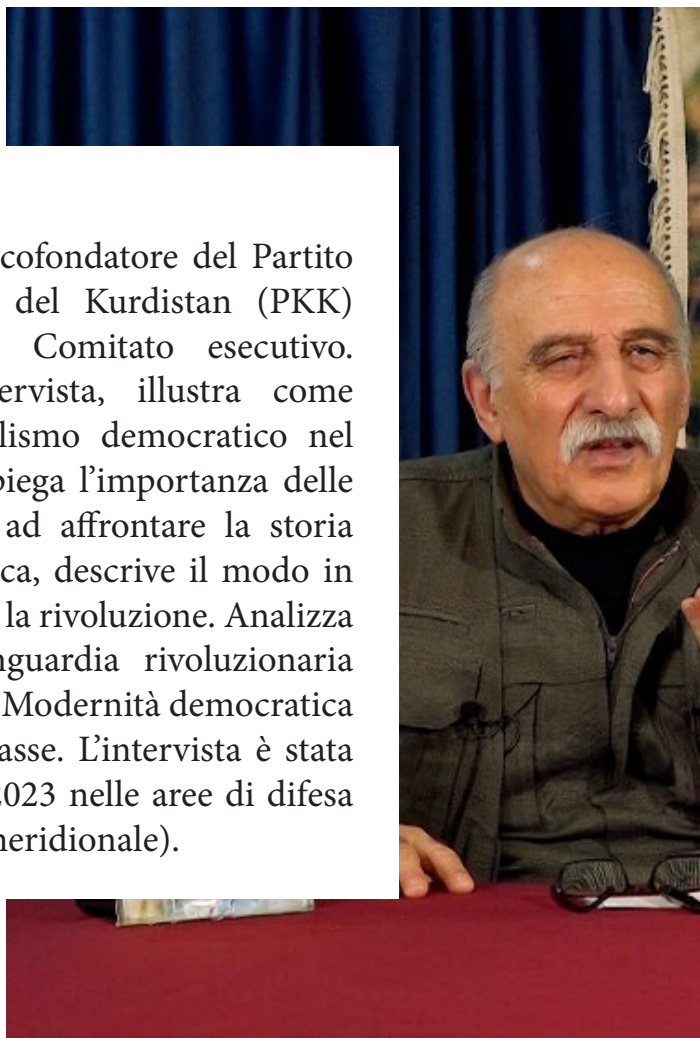 cofondatore del Partito
del Kurdistan (PKK)
Comitato esecutivo.
ervista, illustra come
lismo democratico nel
piega l’importanza delle
ad affrontare la storia
ca, descrive il modo in
la rivoluzione. Analizza
nguardia rivoluzionaria
Modernità democratica
asse. L’intervista è stata
2023 nelle aree di difesa
meridionale).